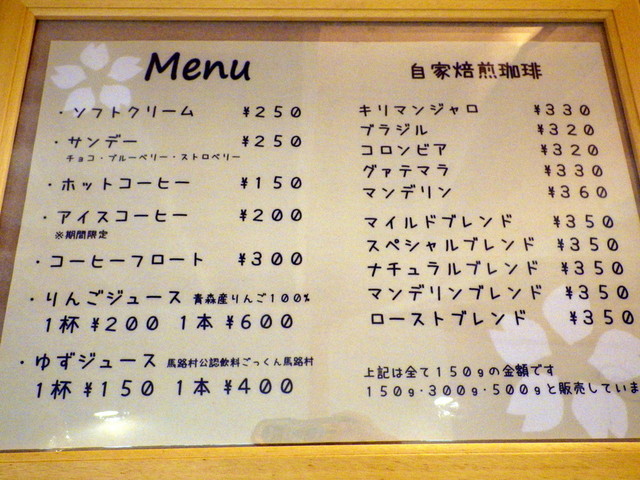 Menu
・ソフトクリーム ¥250
・サンデー ¥250
チョコ・ブルーベリー・ストロベリー
・ホットコーヒー ¥150
・アイスコーヒー ¥200
※期間限定
・コーヒーフロート ¥300
・りんごジュース 青森産りんご100%
1杯 ¥200 1本 ¥600
・ゆずジュース 馬路村公認飲料ごっくん馬路村
1杯 ¥150 1本 ¥400
自家焙煎珈琲
キリマンジャロ ¥330
ブラジル ¥320
コロンビア ¥320
グァテマラ ¥330
マンデリン ¥360
マイルドブレンド ¥350
スペシャルブレンド ¥350
ナチュラルブレンド ¥350
マンデリンブレンド ¥350
ローストブレンド ¥350
上記は全て150gの金額です
150g・300g・500gと販売していま